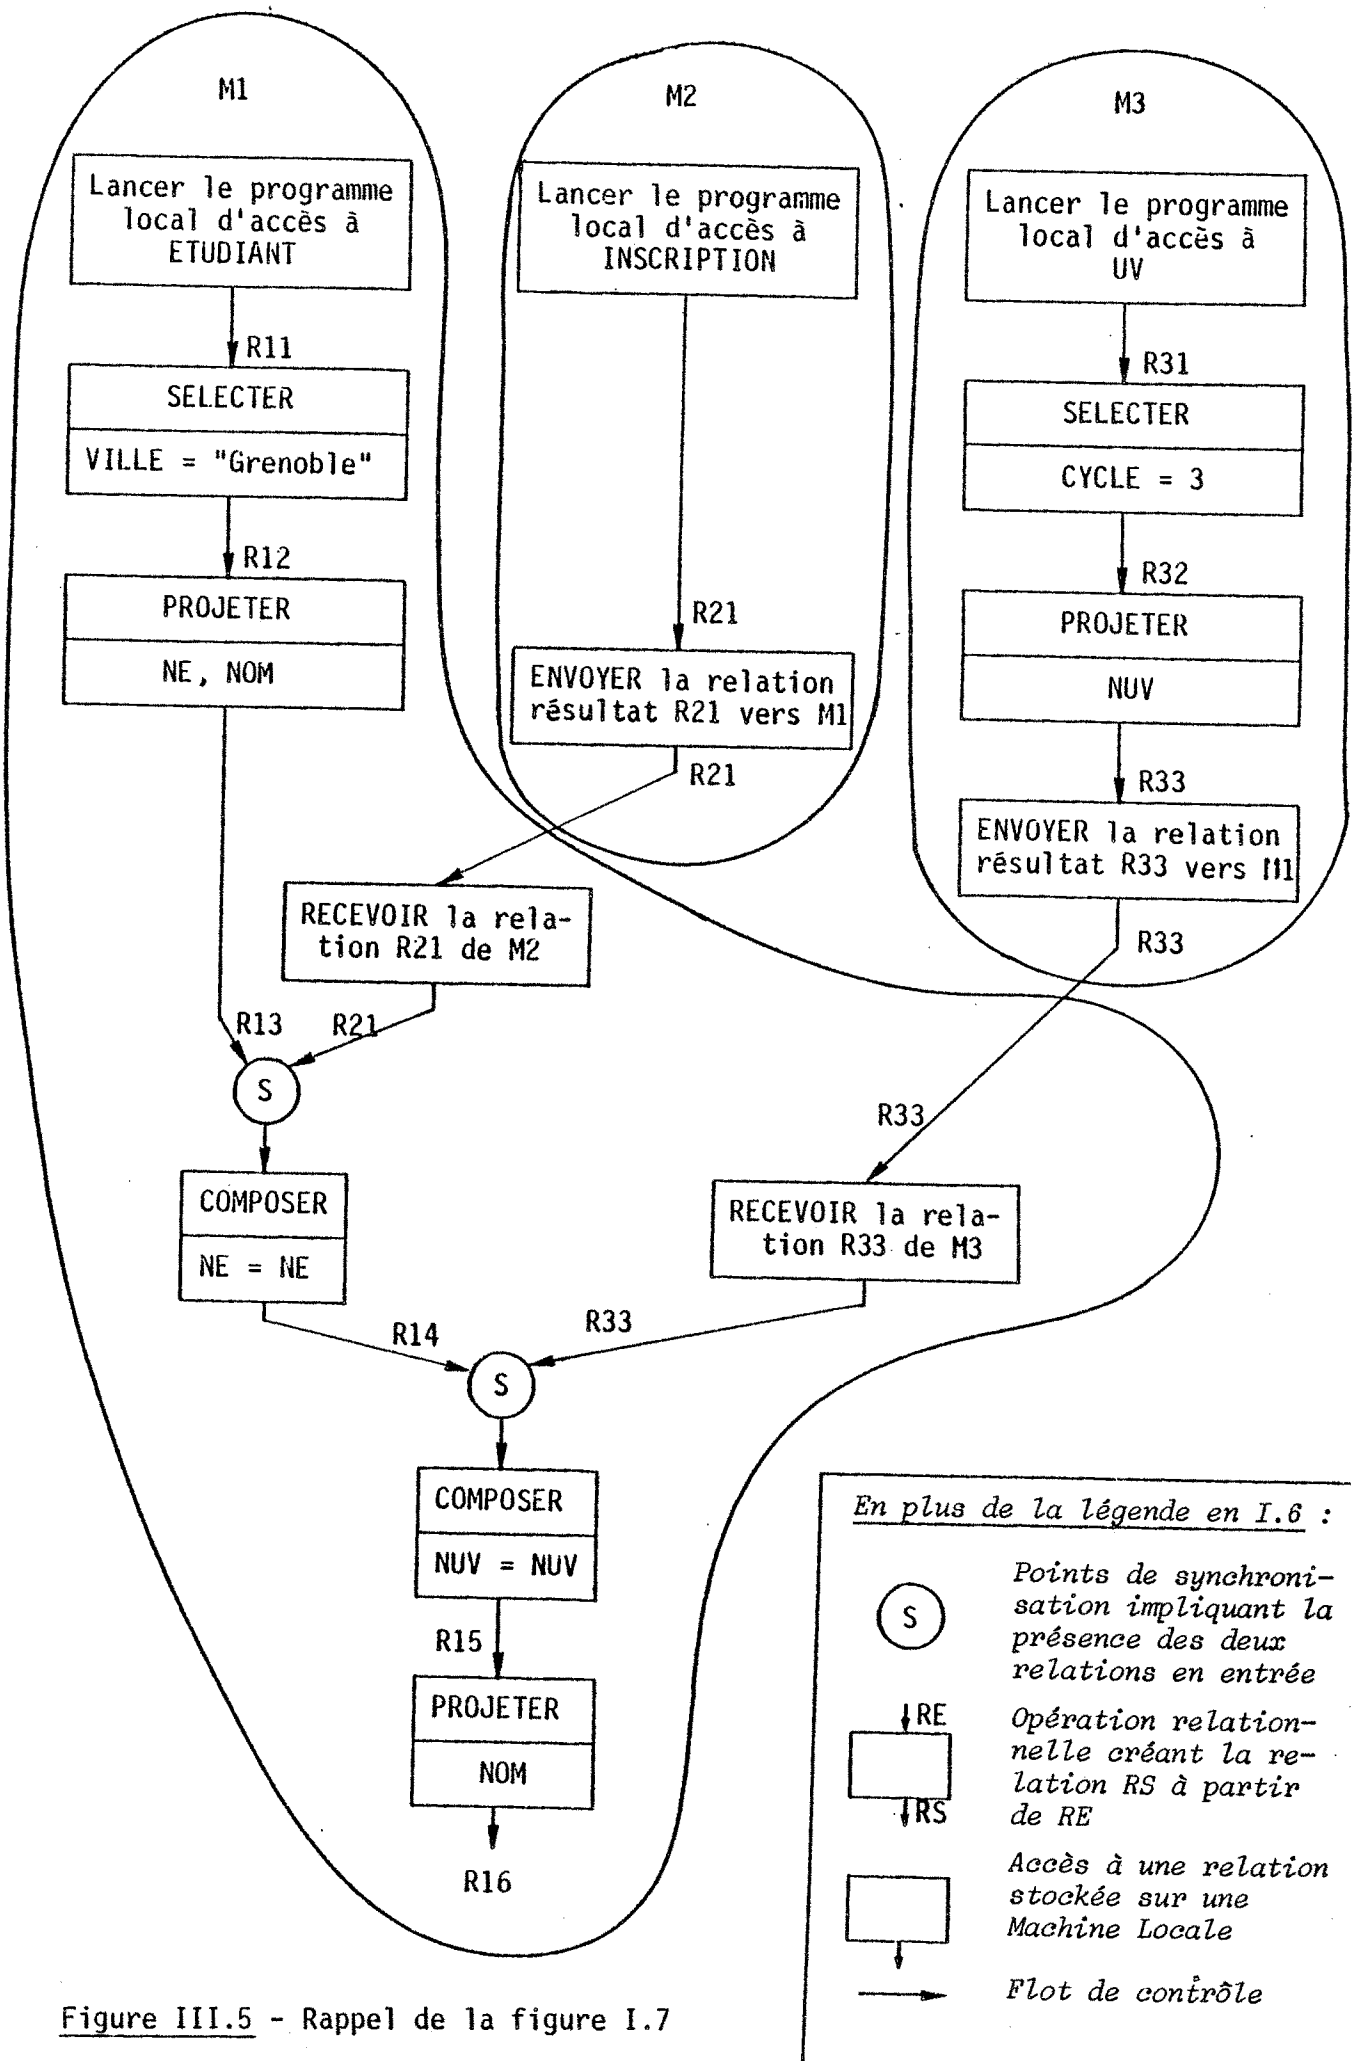 M1
Lancer le programme
local d'accès à
ETUDIANT
R11
SELECTER
VILLE = "Grenoble"
R12
PROJETER
NE, NOM
M2
Lancer le programme
local d'accès à
INSCRIPTION
R21
ENVOYER la relation
résultat R21 vers M1
R21
M3
Lancer le programme
local d'accès à
UV
R31
SELECTER
CYCLE = 3
R32
PROJETER
NUV
R33
ENVOYER la relation
résultat R33 vers M1
R33
RECEVOIR la rela-
tion R21 de M2
R13
R21
S
COMPOSER
NE = NE
R33
RECEVOIR la rela-
tion R33 de M3
R14
R33
S
COMPOSER
NUV = NUV
R15
PROJETER
NOM
R16
En plus de la légende en I.6 :
S
Points de synchroni-
sation impliquant la
présence des deux
relations en entrée
RE
RS
Opération relation-
nelle créant la re-
lation RS à partir
de RE
Accès à une relation
stockée sur une
Machine Locale
Flot de contrôle
Figure III.5 - Rappel de la figure I.7